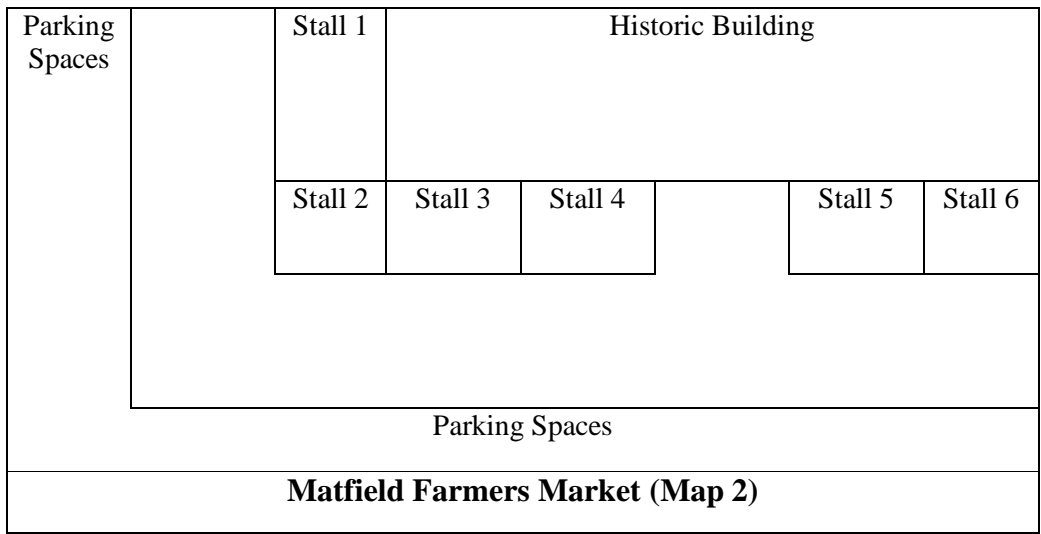 Parking
Spaces
Stall 1
Historic Building
Stall 2
Stall 3
Stall 4
Stall 5
Stall 6
Parking Spaces
Matfield Farmers Market (Map 2)